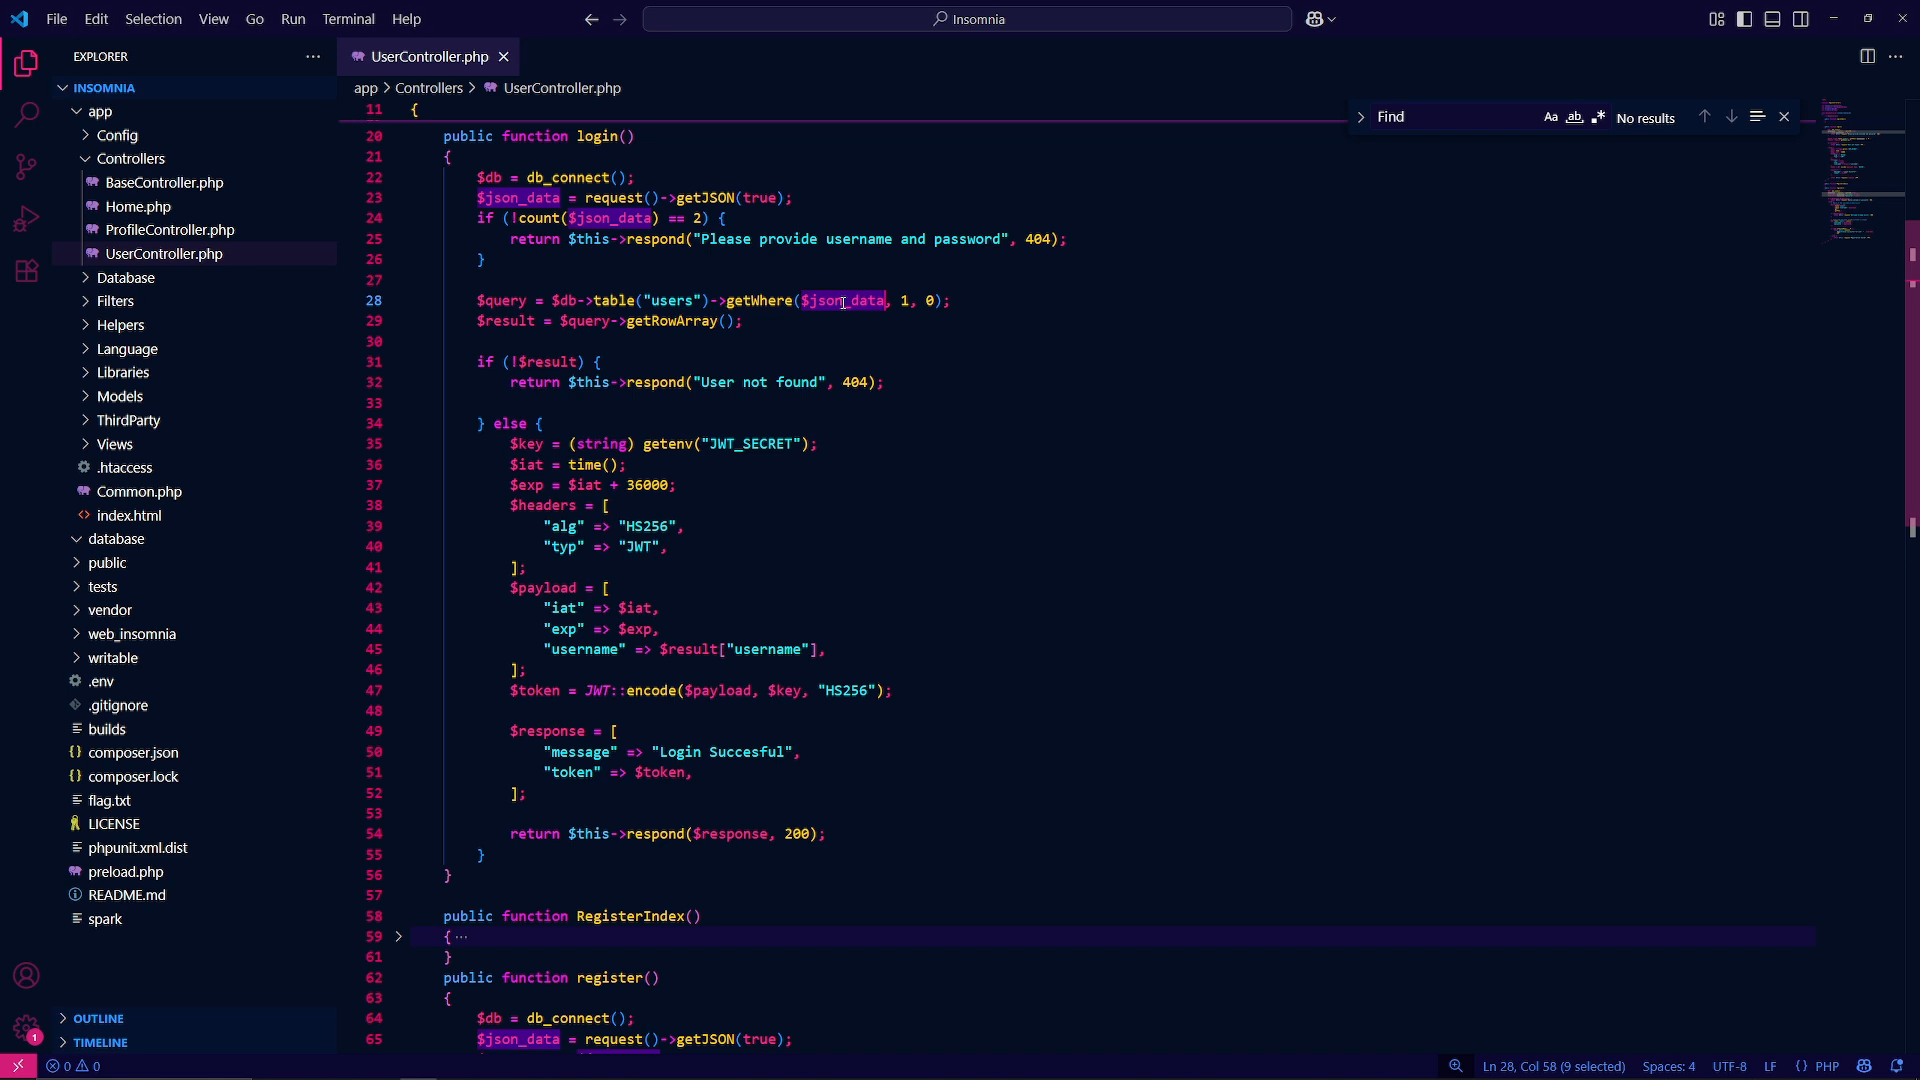 File Edit Selection View Go Run Terminal Help
Insomnia
EXPLORER
INSOMNIA
app
Config
Controllers
BaseController.php
Home.php
ProfileController.php
UserController.php
Database
Filters
Helpers
Language
Libraries
Models
ThirdParty
Views
.htaccess
Common.php
index.html
database
public
tests
vendor
web_insomnia
writable
.env
.gitignore
builds
composer.json
composer.lock
flag.txt
LICENSE
phpunit.xml.dist
preload.php
README.md
spark
OUTLINE
TIMELINE
1
UserController.php
app > Controllers > UserController.php
Find Aa ab No results
11 {
20 public function login()
21 {
22 $db = db_connect();
23 $json_data = request()->getJSON(true);
24 if (!count($json_data) == 2) {
25 return $this->respond("Please provide username and password", 404);
26 }
27
28 $query = $db->table("users")->getWhere($json_data, 1, 0);
29 $result = $query->getRowArray();
30
31 if (!$result) {
32 return $this->respond("User not found", 404);
33
34 } else {
35 $key = (string) getenv("JWT_SECRET");
36 $iat = time();
37 $exp = $iat + 36000;
38 $headers = [
39 "alg" => "HS256",
40 "typ" => "JWT",
41 ];
42 $payload = [
43 "iat" => $iat,
44 "exp" => $exp,
45 "username" => $result["username"],
46 ];
47 $token = JWT::encode($payload, $key, "HS256");
48
49 $response = [
50 "message" => "Login Succesful",
51 "token" => $token,
52 ];
53
54 return $this->respond($response, 200);
55 }
56 }
57
58 public function RegisterIndex()
59 { ···
61 }
62 public function register()
63 {
64 $db = db_connect();
65 $json_data = request()->getJSON(true);
0 0
Ln 28, Col 58 (9 selected) Spaces: 4 UTF-8 LF {} PHP